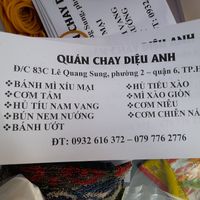 QUÁN CHAY DIỆU ANH
Đ/C 83C Lê Quang Sung, phường 2 – quận 6, TP.H
BÁNH MÌ XÍU MẠI
CƠM TẤM
HỦ TÍU NAM VANG
BÚN NEM NƯỚNG
BÁNH ƯỚT
HỦ TIẾU XÀO
MÌ XÀO GIÒN
CƠM NIÊU
CƠM CHIÊN
ĐT: 0932 616 372 – 079 776 2776